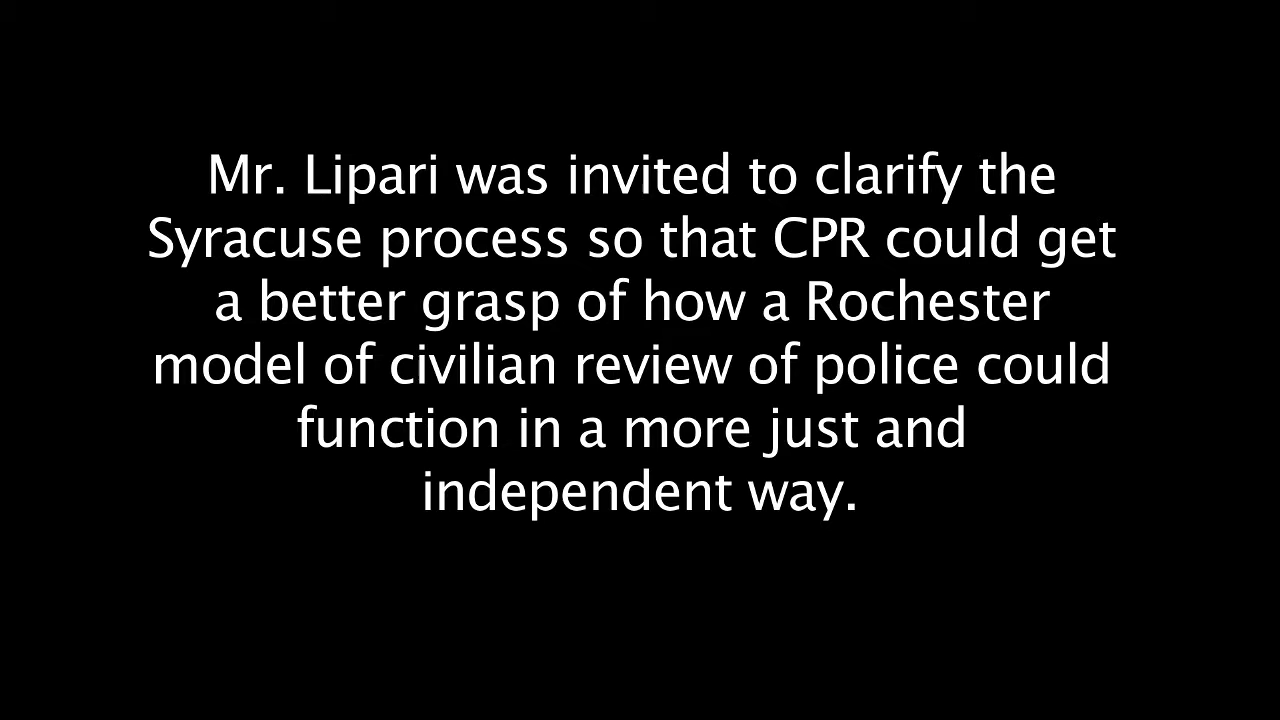 Mr. Lipari was invited to clarify the
Syracuse process so that CPR could get
a better grasp of how a Rochester
model of civilian review of police could
function in a more just and
independent way.